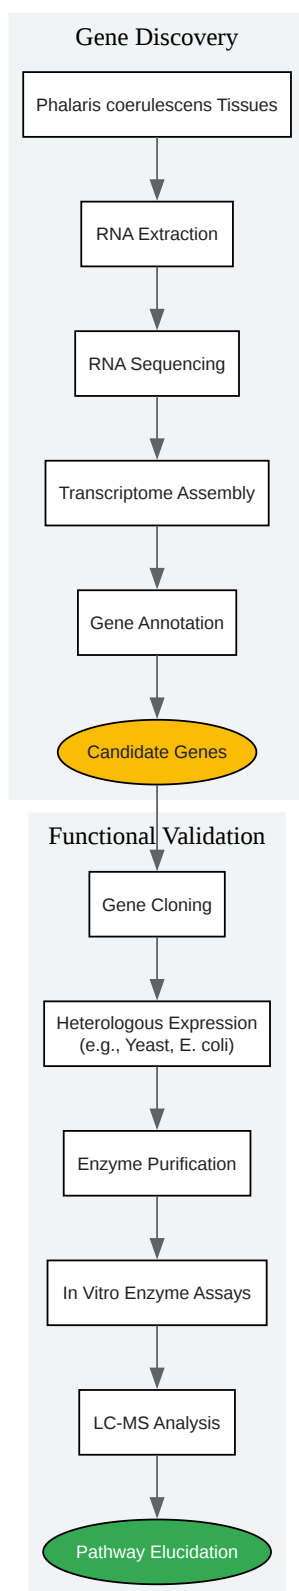 Gene Discovery
Phalaris coerulescens Tissues
RNA Extraction
RNA Sequencing
Transcriptome Assembly
Gene Annotation
Candidate Genes
Functional Validation
Gene Cloning
Heterologous Expression
(e.g., Yeast, E. coli)
Enzyme Purification
In Vitro Enzyme Assays
LC-MS Analysis
Pathway Elucidation